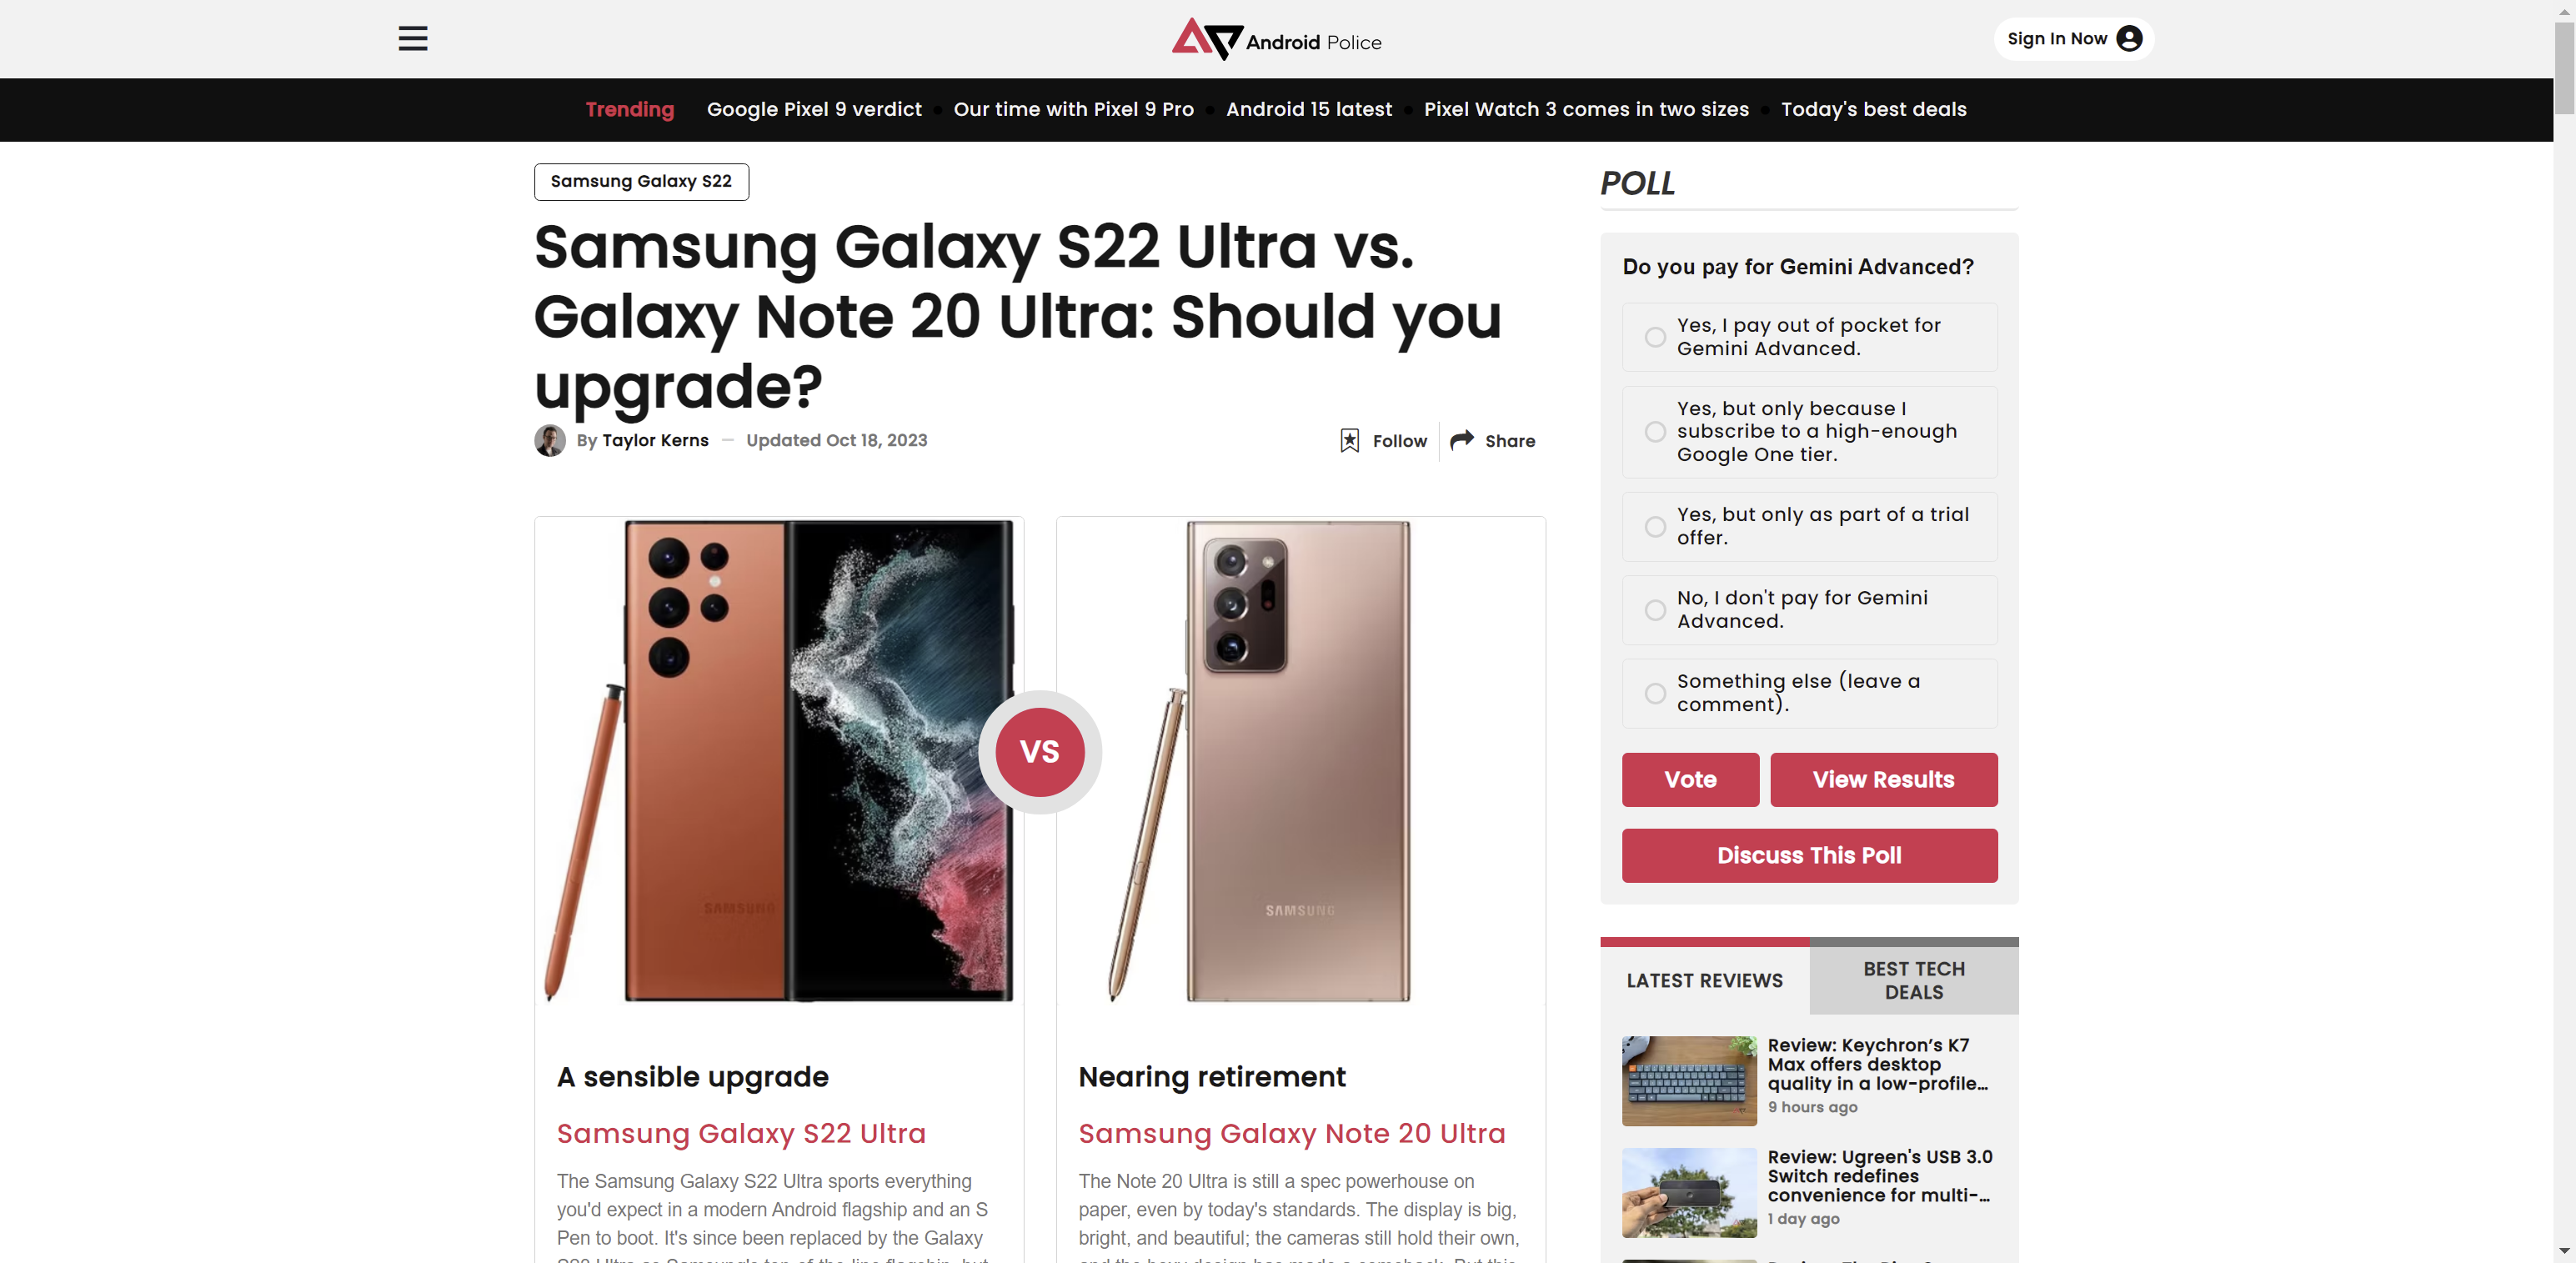 Android Police
Sign In Now
Trending
Google Pixel 9 verdict
Our time with Pixel 9 Pro
Android 15 latest
Pixel Watch 3 comes in two sizes
Today's best deals
Samsung Galaxy S22
Samsung Galaxy S22 Ultra vs.
Galaxy Note 20 Ultra: Should you
upgrade?
By Taylor Kerns — Updated Oct 18, 2023
Follow
Share
SAMSUNG
VS
SAMSUNG
A sensible upgrade
Samsung Galaxy S22 Ultra
The Samsung Galaxy S22 Ultra sports everything
you'd expect in a modern Android flagship and an S
Pen to boot. It's since been replaced by the Galaxy
Nearing retirement
Samsung Galaxy Note 20 Ultra
The Note 20 Ultra is still a spec powerhouse on
paper, even by today's standards. The display is big,
bright, and beautiful; the cameras still hold their own,
POLL
Do you pay for Gemini Advanced?
Yes, I pay out of pocket for
Gemini Advanced.
Yes, but only because I
subscribe to a high-enough
Google One tier.
Yes, but only as part of a trial
offer.
No, I don't pay for Gemini
Advanced.
Something else (leave a
comment).
Vote
View Results
Discuss This Poll
LATEST REVIEWS
BEST TECH
DEALS
Review: Keychron’s K7
Max offers desktop
quality in a low-profile...
9 hours ago
Review: Ugreen's USB 3.0
Switch redefines
convenience for multi-...
1 day ago